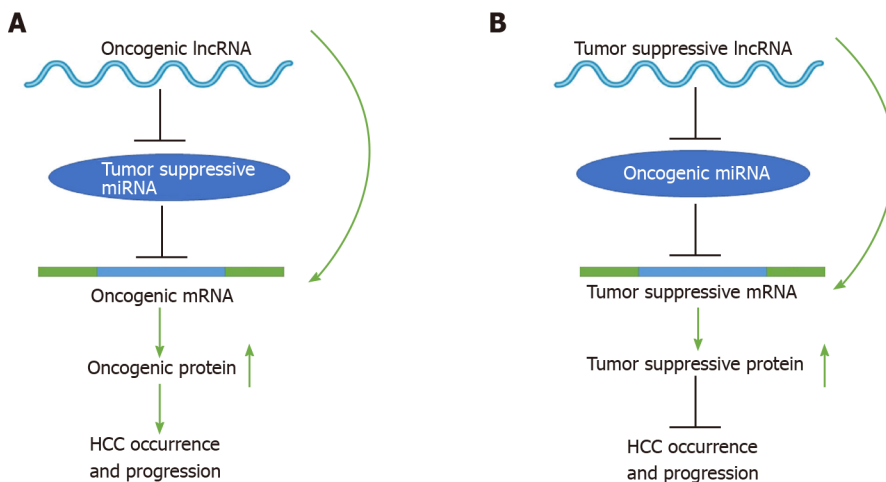 A
Oncogenic lncRNA
Tumor suppressive
miRNA
Oncogenic mRNA
Oncogenic protein
HCC occurrence
and progression
B
Tumor suppressive lncRNA
Oncogenic miRNA
Tumor suppressive mRNA
Tumor suppressive protein
HCC occurrence
and progression